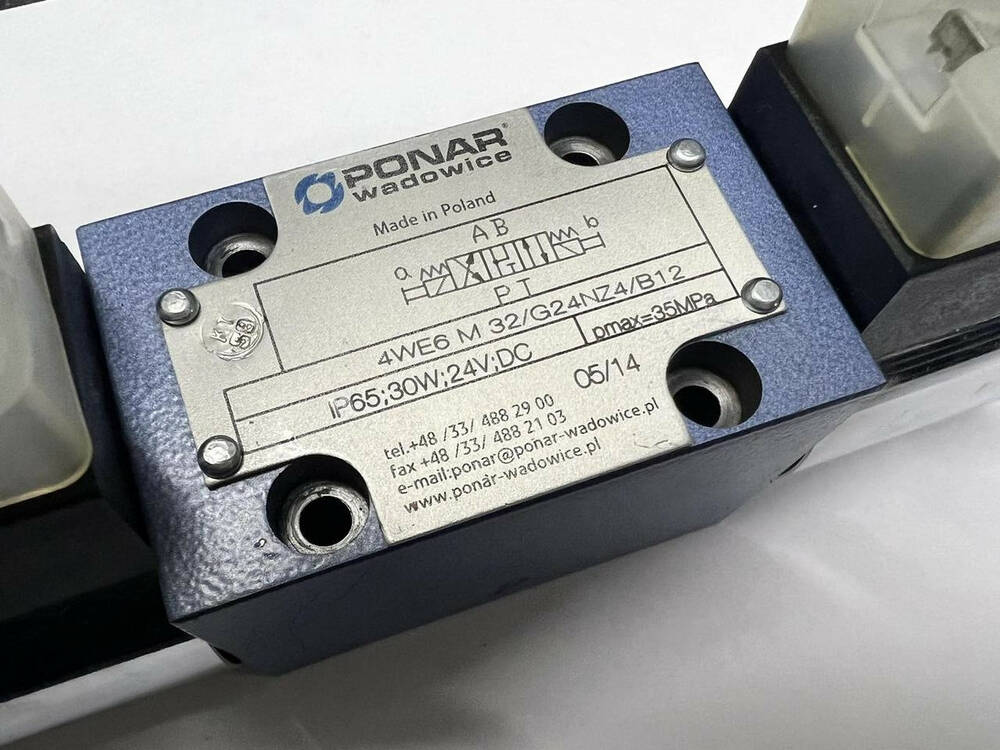 PONAR®
wadowice
Made in Poland
A B
a b
P T
4WE6 M 32/G24NZ4/B12
IP65;30W;24V;DC pmax=35MPa
05/14
tel.+48 /33/ 488 29 00
fax +48 /33/ 488 21 03
e-mail:ponar@ponar-wadowice.pl
www.ponar-wadowice.pl